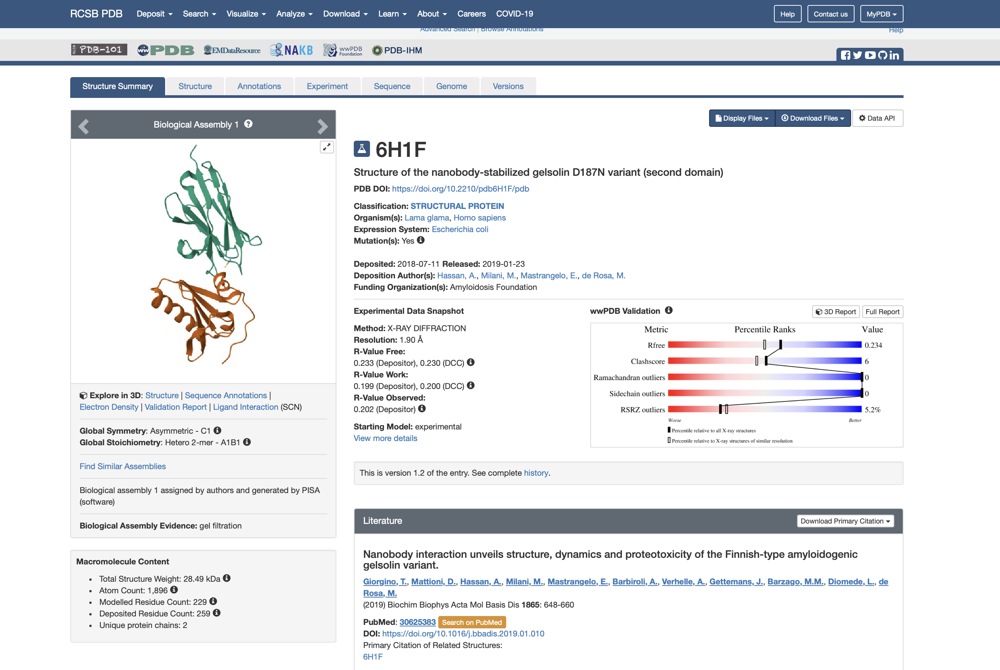 RCSB PDB Deposit Search Visualize Analyze Download Learn About Careers COVID-19 Help Contact us MyPDB
Advanced Search | Browse Annotations Help
RCSB PDB-101 wwPDB EMDataResource NAKB wwPDB Foundation PDB-IHM
Structure Summary Structure Annotations Experiment Sequence Genome Versions
Biological Assembly 1
Explore in 3D: Structure | Sequence Annotations |
Electron Density | Validation Report | Ligand Interaction (SCN)
Global Symmetry: Asymmetric - C1
Global Stoichiometry: Hetero 2-mer - A1B1
Find Similar Assemblies
Biological assembly 1 assigned by authors and generated by PISA
(software)
Biological Assembly Evidence: gel filtration
Macromolecule Content
• Total Structure Weight: 28.49 kDa
• Atom Count: 1,896
• Modelled Residue Count: 229
• Deposited Residue Count: 259
• Unique protein chains: 2
Display Files Download Files Data API
6H1F
Structure of the nanobody-stabilized gelsolin D187N variant (second domain)
PDB DOI: https://doi.org/10.2210/pdb6H1F/pdb
Classification: STRUCTURAL PROTEIN
Organism(s): Lama glama, Homo sapiens
Expression System: Escherichia coli
Mutation(s): Yes
Deposited: 2018-07-11 Released: 2019-01-23
Deposition Author(s): Hassan, A., Milani, M., Mastrangelo, E., de Rosa, M.
Funding Organization(s): Amyloidosis Foundation
Experimental Data Snapshot
Method: X-RAY DIFFRACTION
Resolution: 1.90 Å
R-Value Free:
0.233 (Depositor), 0.230 (DCC)
R-Value Work:
0.199 (Depositor), 0.200 (DCC)
R-Value Observed:
0.202 (Depositor)
Starting Model: experimental
View more details
wwPDB Validation 3D Report Full Report
Metric Percentile Ranks Value
Rfree 0.234
Clashscore 6
Ramachandran outliers 0
Sidechain outliers 0
RSRZ outliers 5.2%
Worse Better
Percentile relative to all X-ray structures
Percentile relative to X-ray structures of similar resolution
This is version 1.2 of the entry. See complete history.
Literature Download Primary Citation
Nanobody interaction unveils structure, dynamics and proteotoxicity of the Finnish-type amyloidogenic
gelsolin variant.
Giorgino, T., Mattioni, D., Hassan, A., Milani, M., Mastrangelo, E., Barbiroli, A., Verhelle, A., Gettemans, J., Barzago, M.M., Diomede, L., de
Rosa, M.
(2019) Biochim Biophys Acta Mol Basis Dis 1865: 648-660
PubMed: 30625383 Search on PubMed
DOI: https://doi.org/10.1016/j.bbadis.2019.01.010
Primary Citation of Related Structures:
6H1F